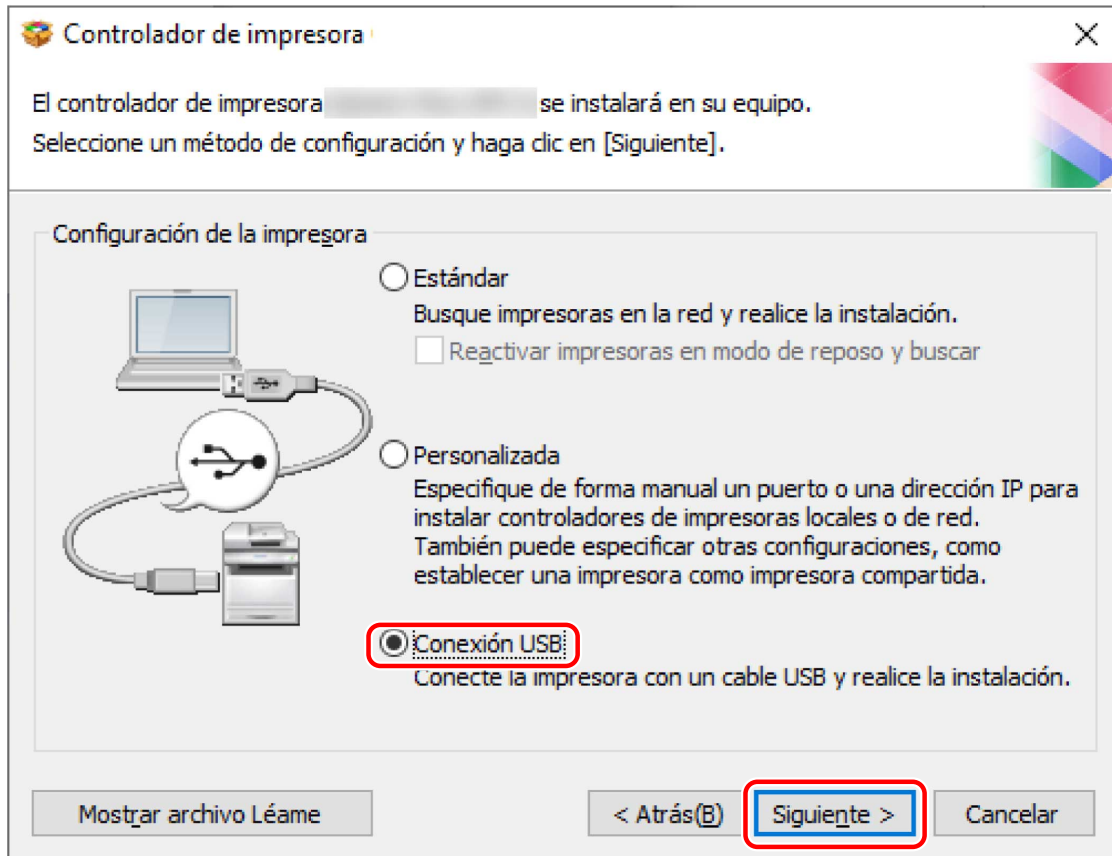 Controlador de impresora
El controlador de impresora se instalará en su equipo.
Seleccione un método de configuración y haga clic en [Siguiente].
Configuración de la impresora
Estándar
Busque impresoras en la red y realice la instalación.
Reactivar impresoras en modo de reposo y buscar
Personalizada
Especifique de forma manual un puerto o una dirección IP para
instalar controladores de impresoras locales o de red.
También puede especificar otras configuraciones, como
establecer una impresora como impresora compartida.
Conexión USB
Conecte la impresora con un cable USB y realice la instalación.
Mostrar archivo Léame
< Atrás(B)
Siguiente >
Cancelar